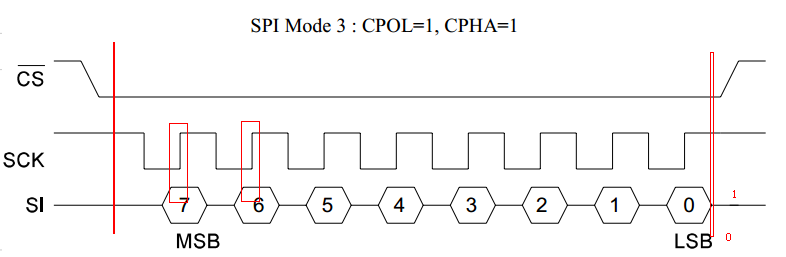 SPI Mode 3 : CPOL=1, CPHA=1
CS
SCK
SI 7 6 5 4 3 2 1 0 1
MSB LSB 0